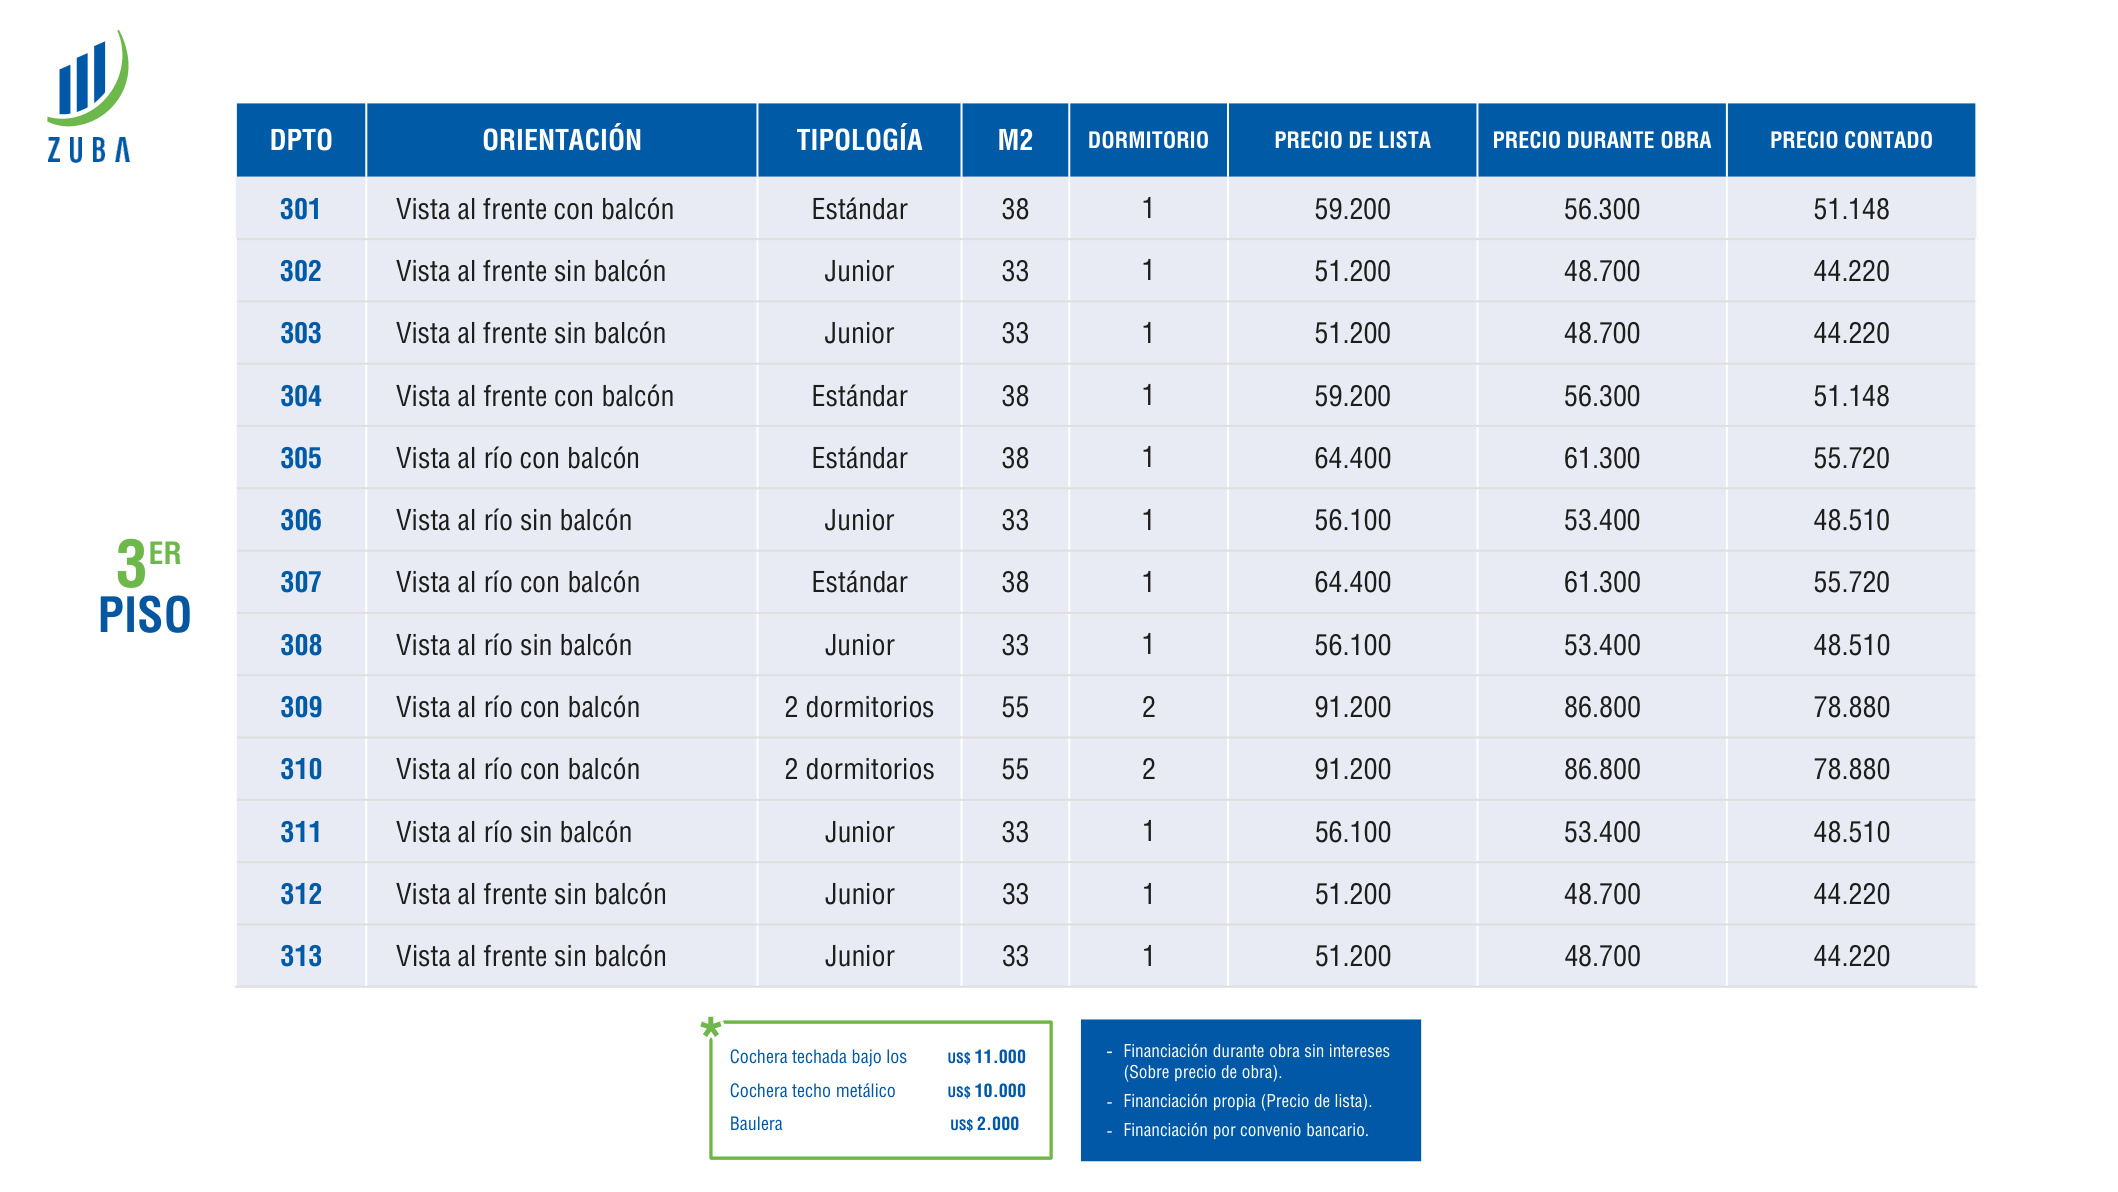 ZUBA
DPTO ORIENTACIÓN TIPOLOGÍA M2 DORMITORIO PRECIO DE LISTA PRECIO DURANTE OBRA PRECIO CONTADO
301 Vista al frente con balcón Estándar 38 1 59.200 56.300 51.148
302 Vista al frente sin balcón Junior 33 1 51.200 48.700 44.220
303 Vista al frente sin balcón Junior 33 1 51.200 48.700 44.220
304 Vista al frente con balcón Estándar 38 1 59.200 56.300 51.148
305 Vista al río con balcón Estándar 38 1 64.400 61.300 55.720
306 Vista al río sin balcón Junior 33 1 56.100 53.400 48.510
3ER
PISO
307 Vista al río con balcón Estándar 38 1 64.400 61.300 55.720
308 Vista al río sin balcón Junior 33 1 56.100 53.400 48.510
309 Vista al río con balcón 2 dormitorios 55 2 91.200 86.800 78.880
310 Vista al río con balcón 2 dormitorios 55 2 91.200 86.800 78.880
311 Vista al río sin balcón Junior 33 1 56.100 53.400 48.510
312 Vista al frente sin balcón Junior 33 1 51.200 48.700 44.220
313 Vista al frente sin balcón Junior 33 1 51.200 48.700 44.220
*
Cochera techada bajo los US$ 11.000
Cochera techo metálico US$ 10.000
Baulera US$ 2.000
- Financiación durante obra sin intereses
(Sobre precio de obra).
- Financiación propia (Precio de lista).
- Financiación por convenio bancario.